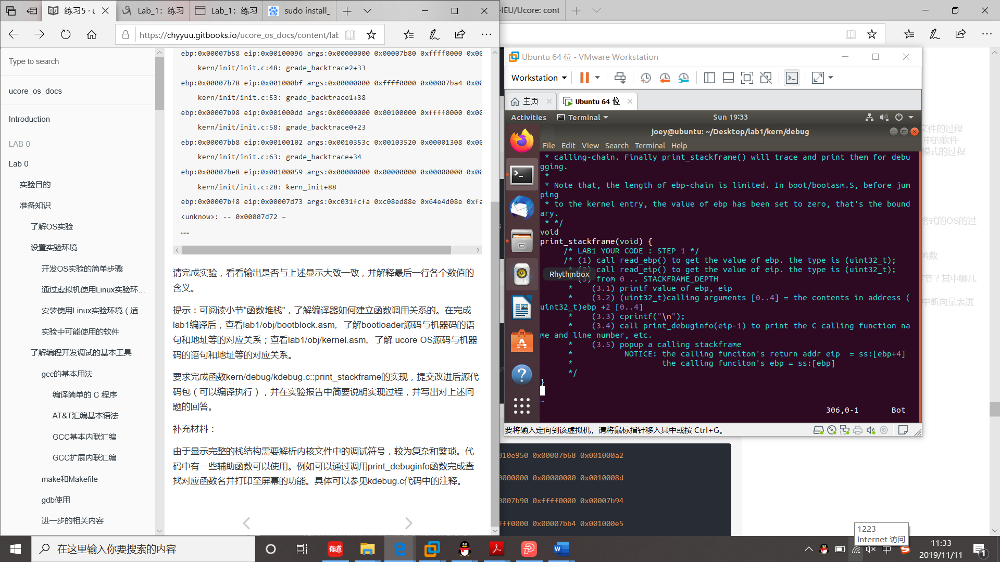 练习5 · u
Lab_1：练习
Lab_1：练习
sudo install_
-IEU/Ucore: cont
https://chyyuu.gitbooks.io/ucore_os_docs/content/lab
Type to search
ucore_os_docs
Introduction
LAB 0
Lab 0
实验目的
准备知识
了解OS实验
设置实验环境
开发OS实验的简单步骤
通过虚拟机使用Linux实验环...
安装使用Linux实验环境（适...
实验中可能使用的软件
了解编程开发调试的基本工具
gcc的基本用法
编译简单的 C 程序
AT&T汇编基本语法
GCC基本内联汇编
GCC扩展内联汇编
make和Makefile
gdb使用
进一步的相关内容
ebp:0x00007b58 eip:0x00100096 args:0x00000000 0x00007b80 0xffff0000 0x00
kern/init/init.c:48: grade_backtrace2+33
ebp:0x00007b78 eip:0x001000bf args:0x00000000 0xffff0000 0x00007ba4 0x00
kern/init/init.c:53: grade_backtrace1+38
ebp:0x00007b98 eip:0x001000dd args:0x00000000 0x00100000 0xffff0000 0x00
kern/init/init.c:58: grade_backtrace0+23
ebp:0x00007bb8 eip:0x00100102 args:0x0010353c 0x00103520 0x00001308 0x00
kern/init/init.c:63: grade_backtrace+34
ebp:0x00007be8 eip:0x00100059 args:0x00000000 0x00000000 0x00000000 0x00
kern/init/init.c:28: kern_init+88
ebp:0x00007bf8 eip:0x00007d73 args:0xc031fcfa 0xc08ed88e 0x64e4d08e 0xfa
<unknow>: -- 0x00007d72 –
……
请完成实验，看看输出是否与上述显示大致一致，并解释最后一行各个数值的
含义。
提示：可阅读小节“函数堆栈”，了解编译器如何建立函数调用关系的。在完成
lab1编译后，查看lab1/obj/bootblock.asm，了解bootloader源码与机器码的语
句和地址等的对应关系；查看lab1/obj/kernel.asm，了解 ucore OS源码与机器
码的语句和地址等的对应关系。
要求完成函数kern/debug/kdebug.c::print_stackframe的实现，提交改进后源代
码包（可以编译执行），并在实验报告中简要说明实现过程，并写出对上述问
题的回答。
补充材料：
由于显示完整的栈结构需要解析内核文件中的调试符号，较为复杂和繁琐。代
码中有一些辅助函数可以使用。例如可以通过调用print_debuginfo函数完成查
找对应函数名并打印至屏幕的功能。具体可以参见kdebug.c代码中的注释。
Ubuntu 64 位 - VMware Workstation
Workstation
主页
Ubuntu 64 位
Activities
Terminal
Sun 19:33
joey@ubuntu: ~/Desktop/lab1/kern/debug
File Edit View Search Terminal Help
* calling-chain. Finally print_stackframe() will trace and print them for debu
gging.
*
* Note that, the length of ebp-chain is limited. In boot/bootasm.S, before jum
ping
* to the kernel entry, the value of ebp has been set to zero, that's the bound
ary.
* */
void
print_stackframe(void) {
/* LAB1 YOUR CODE : STEP 1 */
/* (1) call read_ebp() to get the value of ebp. the type is (uint32_t);
call read_eip() to get the value of eip. the type is (uint32_t);
Rhythmbox
from 0 .. STACKFRAME_DEPTH
* (3.1) printf value of ebp, eip
* (3.2) (uint32_t)calling arguments [0..4] = the contents in address (
uint32_t)ebp +2 [0..4]
* (3.3) cprintf("\n");
* (3.4) call print_debuginfo(eip-1) to print the C calling function na
me and line number, etc.
* (3.5) popup a calling stackframe
* NOTICE: the calling funciton's return addr eip = ss:[ebp+4]
* the calling funciton's ebp = ss:[ebp]
*/
}
~
306,0-1
Bot
要将输入定向到该虚拟机，请将鼠标指针移入其中或按 Ctrl+G。
文件的过程
中的软件
模式的过程
格式的OS的过
函数
节？其中哪几
中断向量表进
010e950 0x00007b68 0x001000a2
0000000 0x00000000 0x0010008d
0007b90 0xffff0000 0x00007b94
fff0000 0x00007bb4 0x001000e5
1223
Internet 访问
在这里输入你要搜索的内容
有道
中
11:33
2019/11/11
1